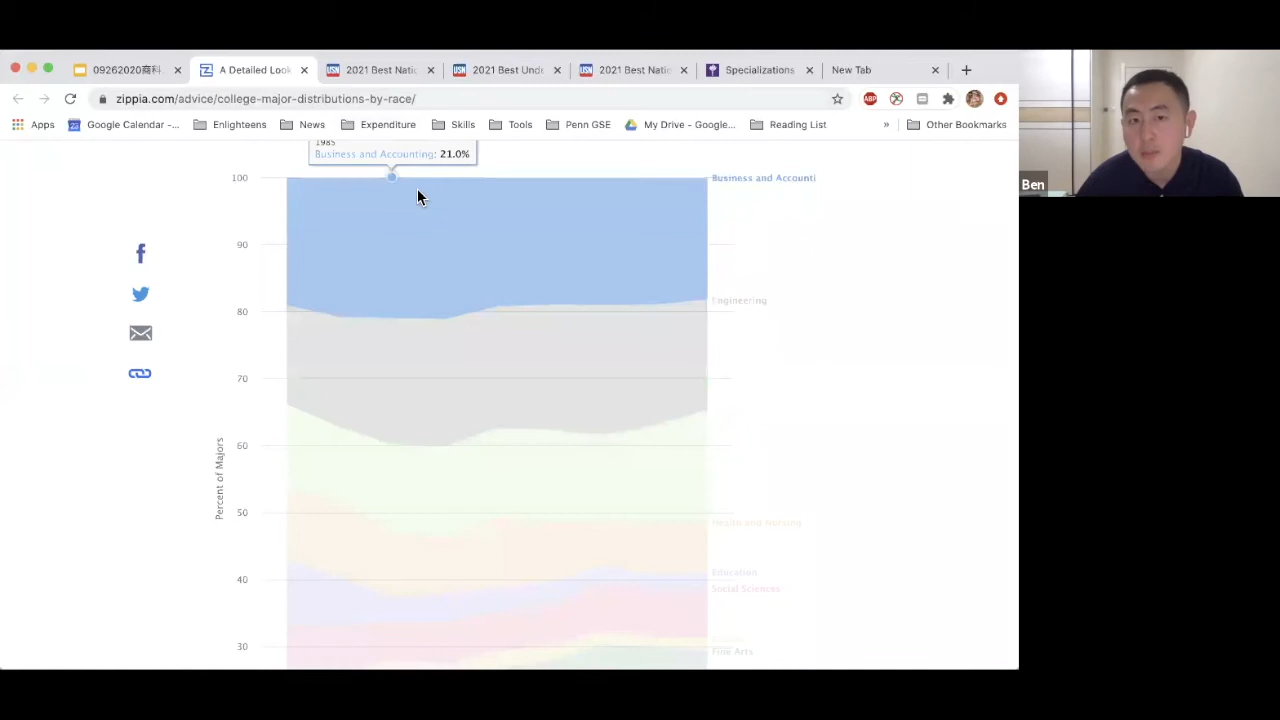 09262020商科
A Detailed Look
2021 Best Natio
2021 Best Unde
2021 Best Natio
Specializations
New Tab
zippia.com/advice/college-major-distributions-by-race/
Apps
Google Calendar -...
Enlighteens
News
Expenditure
Skills
Tools
Penn GSE
My Drive - Google...
Reading List
»
Other Bookmarks
Ben
1985
Business and Accounting: 21.0%
100
90
80
70
60
50
40
30
Percent of Majors
Business and Accounti
Engineering
Health and Nursing
Education
Social Sciences
Fine Arts